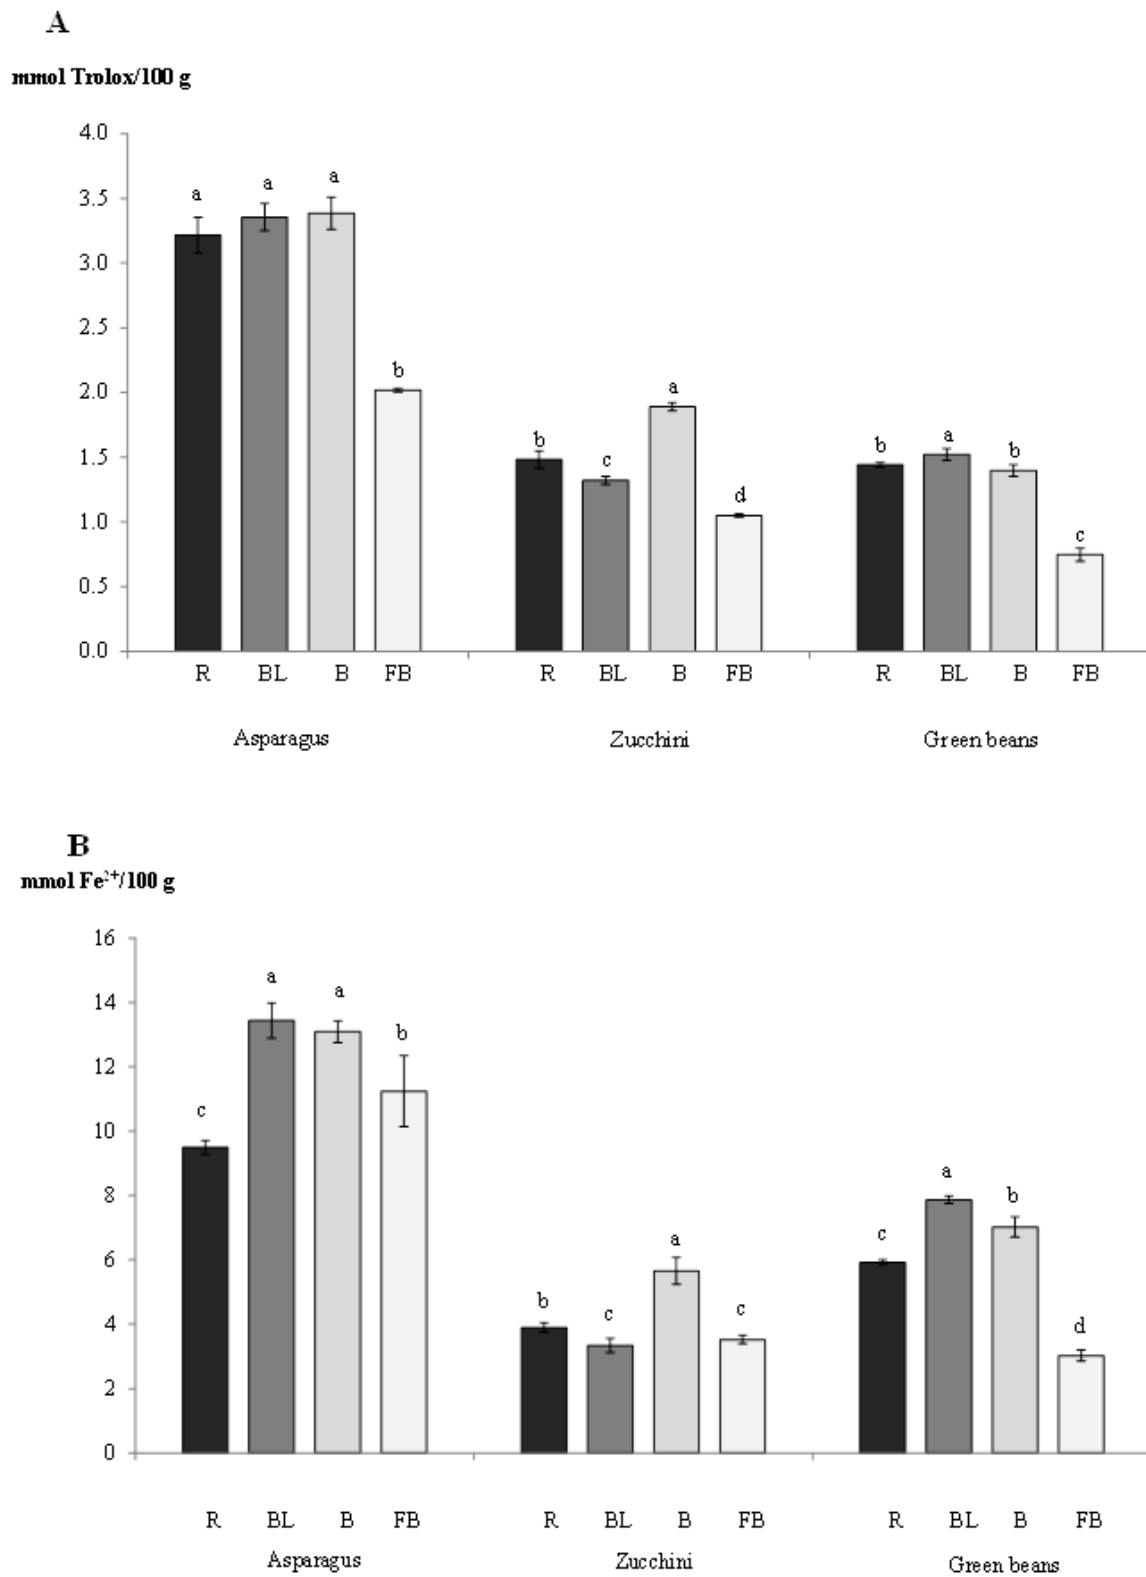 A
mmol Trolox/100 g
4.0
3.5
3.0
2.5
2.0
1.5
1.0
0.5
0.0
a a a b
b c a d
b a b c
R BL B FB R BL B FB R BL B FB
Asparagus Zucchini Green beans
B
mmol Fe²⁺/100 g
16
14
12
10
8
6
4
2
0
c a a b
b c a c
c a b d
R BL B FB R BL B FB R BL B FB
Asparagus Zucchini Green beans